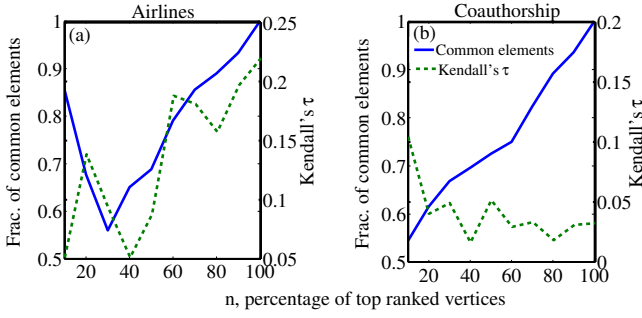 Airlines
(a)
1
0.9
0.8
0.7
0.6
0.5
Frac. of common elements
0.25
0.2
0.15
0.1
0.05
Kendall's τ
20 40 60 80 100
Coauthorship
(b)
Common elements
Kendall's τ
1
0.9
0.8
0.7
0.6
0.5
Frac. of common elements
0.2
0.15
0.1
0.05
0
Kendall's τ
20 40 60 80 100
n, percentage of top ranked vertices